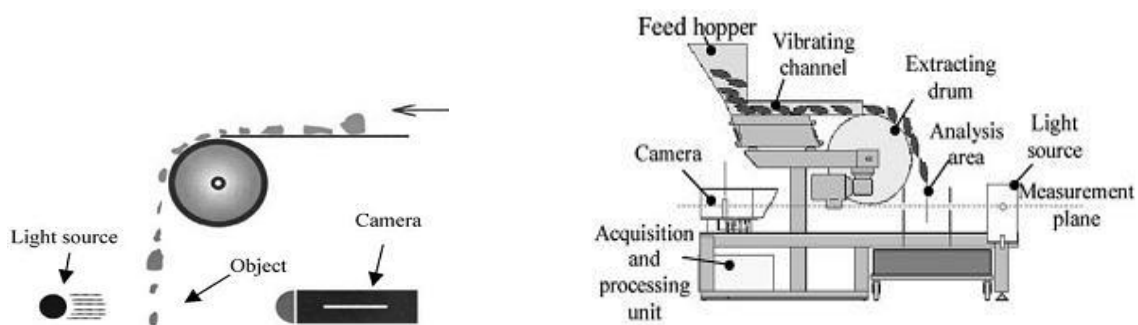 Light source
Object
Camera
Feed hopper
Vibrating
channel
Extracting
drum
Analysis
area
Light
source
Camera
Measurement
plane
Acquisition
and
processing
unit